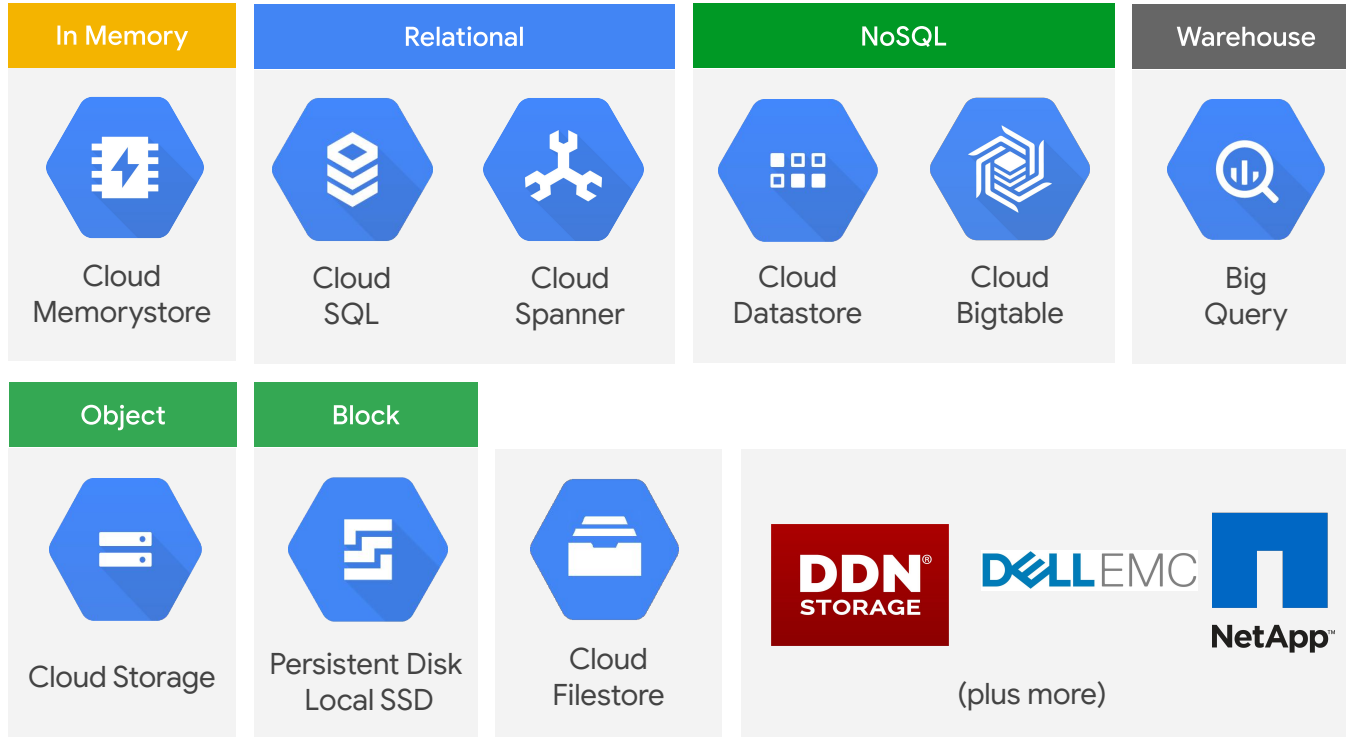 In Memory
Relational
NoSQL
Warehouse
Cloud
Memorystore
Cloud
SQL
Cloud
Spanner
Cloud
Datastore
Cloud
Bigtable
Big
Query
Object
Block
Cloud Storage
Persistent Disk
Local SSD
Cloud
Filestore
DDN®
STORAGE
DELLEMC
NetApp™
(plus more)